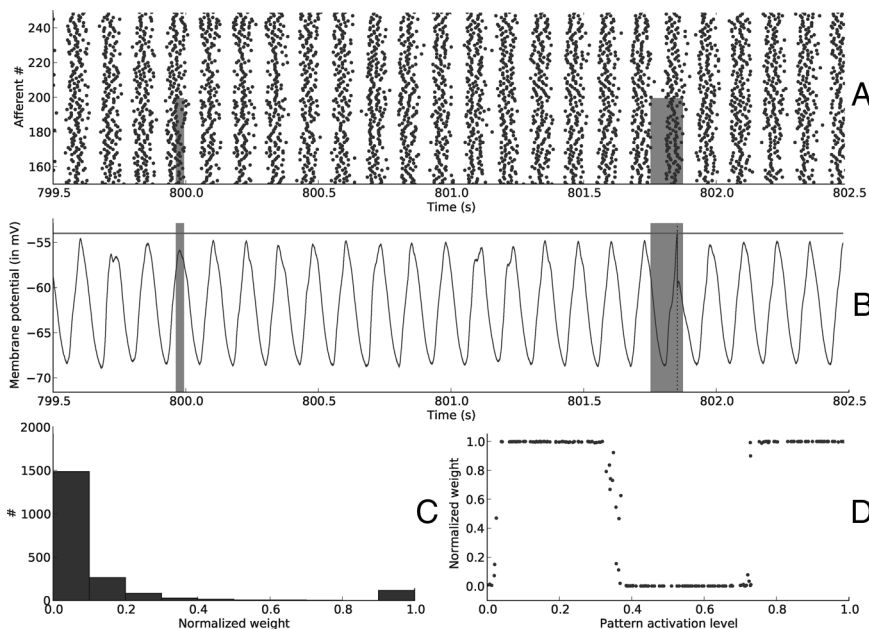 240
220
200
180
160
Afferent #
A
799.5 800.0 800.5 801.0 801.5 802.0 802.5
Time (s)
−55
−60
−65
−70
Membrane potential (in mV)
B
799.5 800.0 800.5 801.0 801.5 802.0 802.5
Time (s)
2000
1500
1000
500
0
#
C
0.0 0.2 0.4 0.6 0.8 1.0
Normalized weight
1.0
0.8
0.6
0.4
0.2
0.0
Normalized weight
D
0.0 0.2 0.4 0.6 0.8 1.0
Pattern activation level